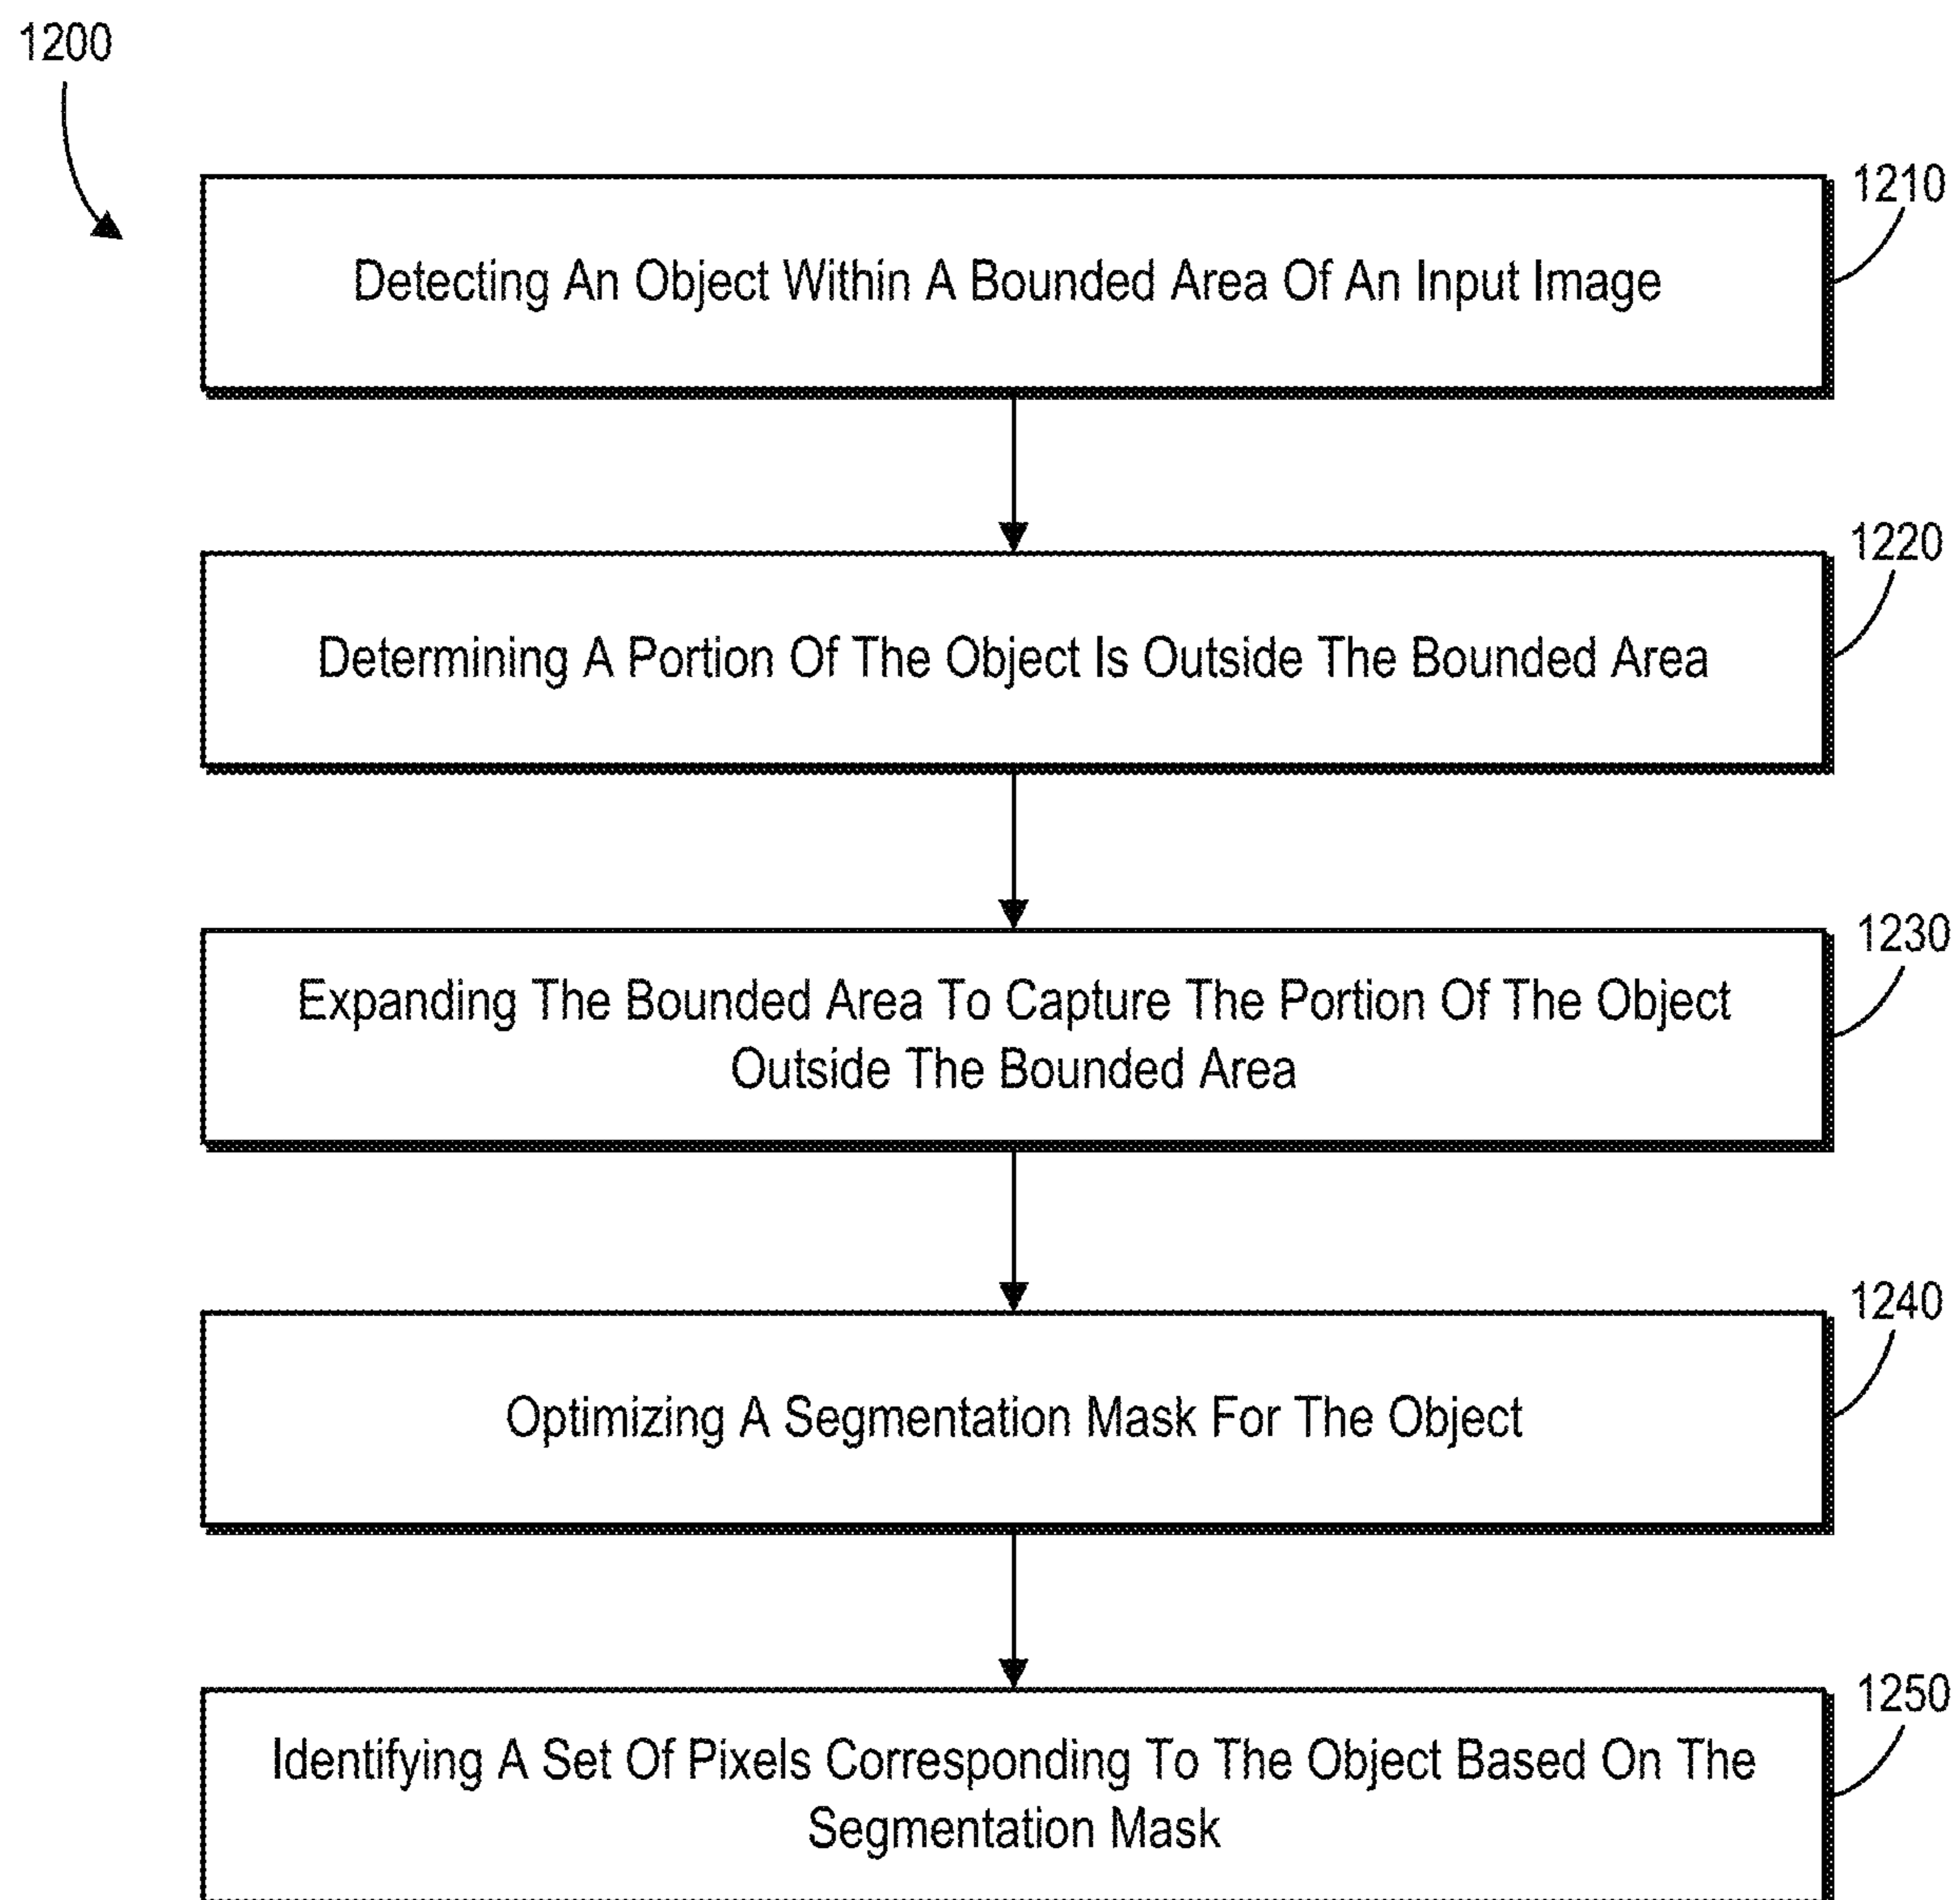 1200
1210
Detecting An Object Within A Bounded Area Of An Input Image
1220
Determining A Portion Of The Object Is Outside The Bounded Area
1230
Expanding The Bounded Area To Capture The Portion Of The Object
Outside The Bounded Area
1240
Optimizing A Segmentation Mask For The Object
1250
Identifying A Set Of Pixels Corresponding To The Object Based On The
Segmentation Mask